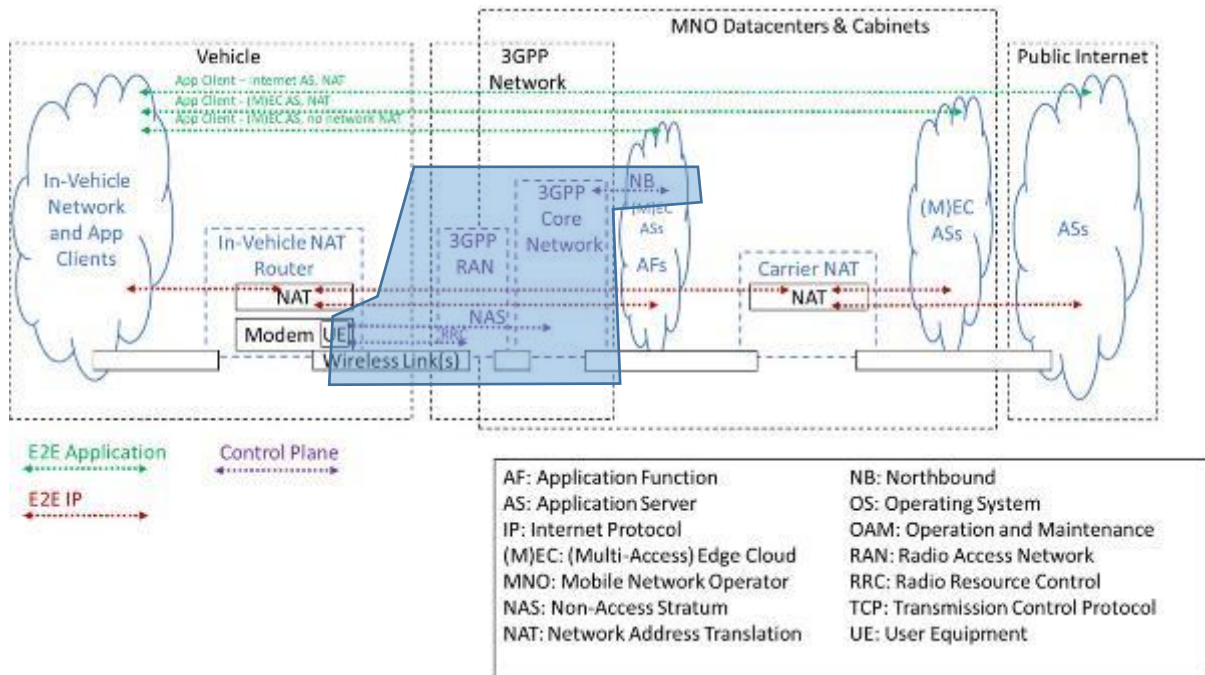 MNO Datacenters & Cabinets
Vehicle
3GPP
Network
Public Internet
App Client – Internet AS, NAT
App Client - (M)EC AS, NAT
App Client - (M)EC AS, no network NAT
In-Vehicle
Network
and App
Clients
In-Vehicle NAT
Router
NAT
Modem
UE
Wireless Link(s)
3GPP
RAN
3GPP
Core
Network
NB
NAS
RRC
(M)EC
ASs
AFs
Carrier NAT
NAT
(M)EC
ASs
ASs
E2E Application
Control Plane
E2E IP
AF: Application Function
AS: Application Server
IP: Internet Protocol
(M)EC: (Multi-Access) Edge Cloud
MNO: Mobile Network Operator
NAS: Non-Access Stratum
NAT: Network Address Translation
NB: Northbound
OS: Operating System
OAM: Operation and Maintenance
RAN: Radio Access Network
RRC: Radio Resource Control
TCP: Transmission Control Protocol
UE: User Equipment